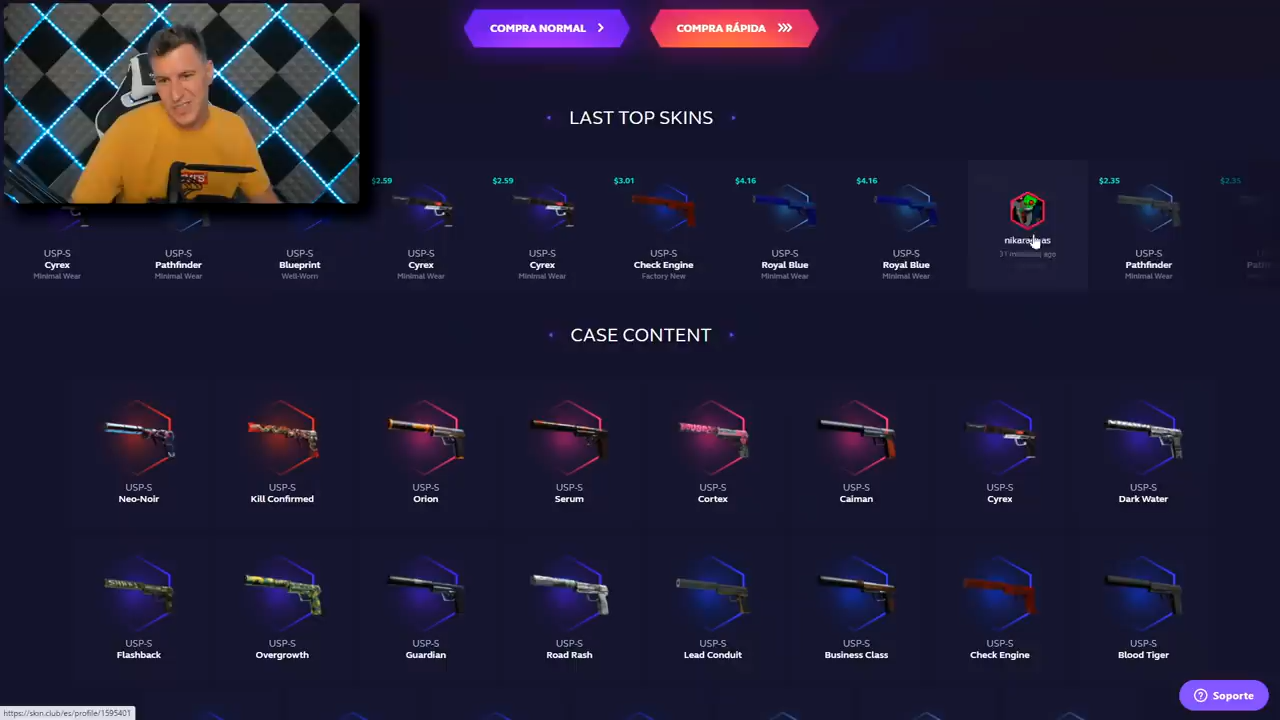 COMPRA NORMAL
COMPRA RÁPIDA
LAST TOP SKINS
$2.59
$2.59
$3.01
$4.16
$4.16
$2.35
$2.35
USP-S
Cyrex
Minimal Wear
USP-S
Pathfinder
Minimal Wear
USP-S
Blueprint
Well-Worn
USP-S
Cyrex
Minimal Wear
USP-S
Cyrex
Minimal Wear
USP-S
Check Engine
Factory New
USP-S
Royal Blue
Minimal Wear
USP-S
Royal Blue
Minimal Wear
ago
USP-S
Pathfinder
Minimal Wear
CASE CONTENT
USP-S
Neo-Noir
USP-S
Kill Confirmed
USP-S
Orion
USP-S
Serum
USP-S
Cortex
USP-S
Caiman
USP-S
Cyrex
USP-S
Dark Water
USP-S
Flashback
USP-S
Overgrowth
USP-S
Guardian
USP-S
Road Rash
USP-S
Lead Conduit
USP-S
Business Class
USP-S
Check Engine
USP-S
Blood Tiger
Soporte
https://skin.club/es/profile/1595401